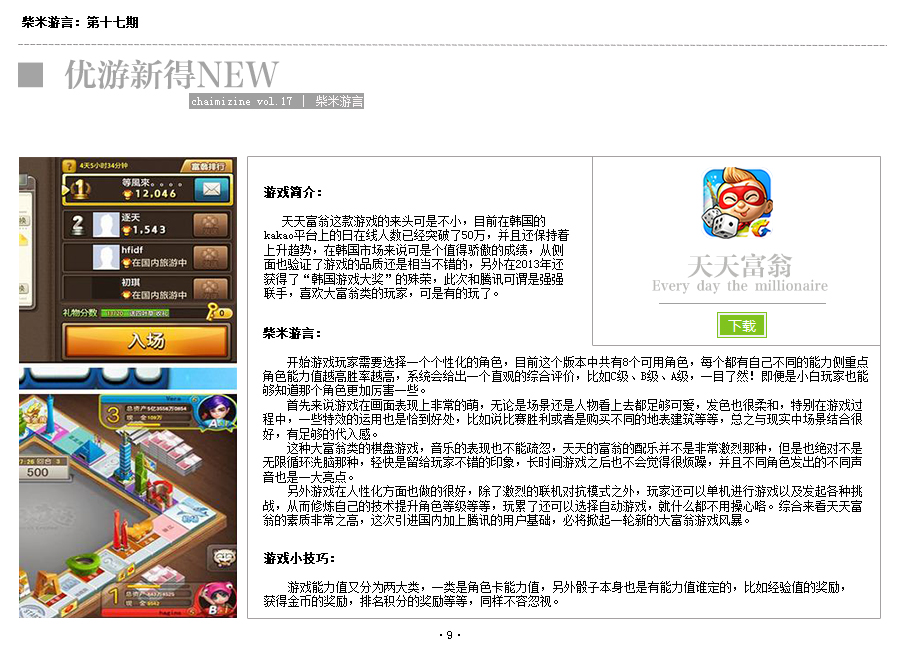 柴米游言：第十七期
优游新得NEW
chaimizine vol.17 | 柴米游言
4天5小时34分钟
富翁排行
1
等風來。。。。
12,046
2
逐天
1,543
hfidf
在国内旅游中
初琪
在国内旅游中
礼物分数
0
入场
3
总资产
现 金
A+
500
1
总资产
现 金
B+
游戏简介：
天天富翁这款游戏的来头可是不小，目前在韩国的
kakao平台上的日在线人数已经突破了50万，并且还保持着
上升趋势，在韩国市场来说可是个值得骄傲的成绩，从侧
面也验证了游戏的品质还是相当不错的，另外在2013年还
获得了“韩国游戏大奖”的殊荣，此次和腾讯可谓是强强
联手，喜欢大富翁类的玩家，可是有的玩了。
天天富翁
Every day the millionaire
下载
柴米游言：
开始游戏玩家需要选择一个个性化的角色，目前这个版本中共有8个可用角色，每个都有自己不同的能力侧重点
角色能力值越高胜率越高，系统会给出一个直观的综合评价，比如C级、B级、A级，一目了然！即便是小白玩家也能
够知道那个角色更加厉害一些。
首先来说游戏在画面表现上非常的萌，无论是场景还是人物看上去都足够可爱，发色也很柔和，特别在游戏过
程中，一些特效的运用也是恰到好处，比如说比赛胜利或者是购买不同的地表建筑等等，总之与现实中场景结合很
好，有足够的代入感。
这种大富翁类的棋盘游戏，音乐的表现也不能疏忽，天天的富翁的配乐并不是非常激烈那种，但是也绝对不是
无限循环洗脑那种，轻快是留给玩家不错的印象，长时间游戏之后也不会觉得很烦躁，并且不同角色发出的不同声
音也是一大亮点。
另外游戏在人性化方面也做的很好，除了激烈的联机对抗模式之外，玩家还可以单机进行游戏以及发起各种挑
战，从而修炼自己的技术提升角色等级等等，玩累了还可以选择自动游戏，就什么都不用操心咯。综合来看天天富
翁的素质非常之高，这次引进国内加上腾讯的用户基础，必将掀起一轮新的大富翁游戏风暴。
游戏小技巧：
游戏能力值又分为两大类，一类是角色卡能力值，另外骰子本身也是有能力值谁定的，比如经验值的奖励，
获得金币的奖励，排名积分的奖励等等，同样不容忽视。
·9·